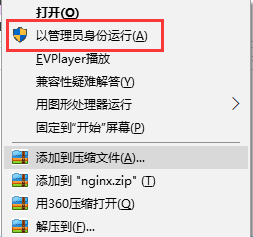 打开(O)
以管理员身份运行(A)
EVPlayer播放
兼容性疑难解答(Y)
用图形处理器运行
固定到"开始"屏幕(P)
添加到压缩文件(A)...
添加到 "nginx.zip" (T)
用360压缩打开(Q)
解压到(F)...